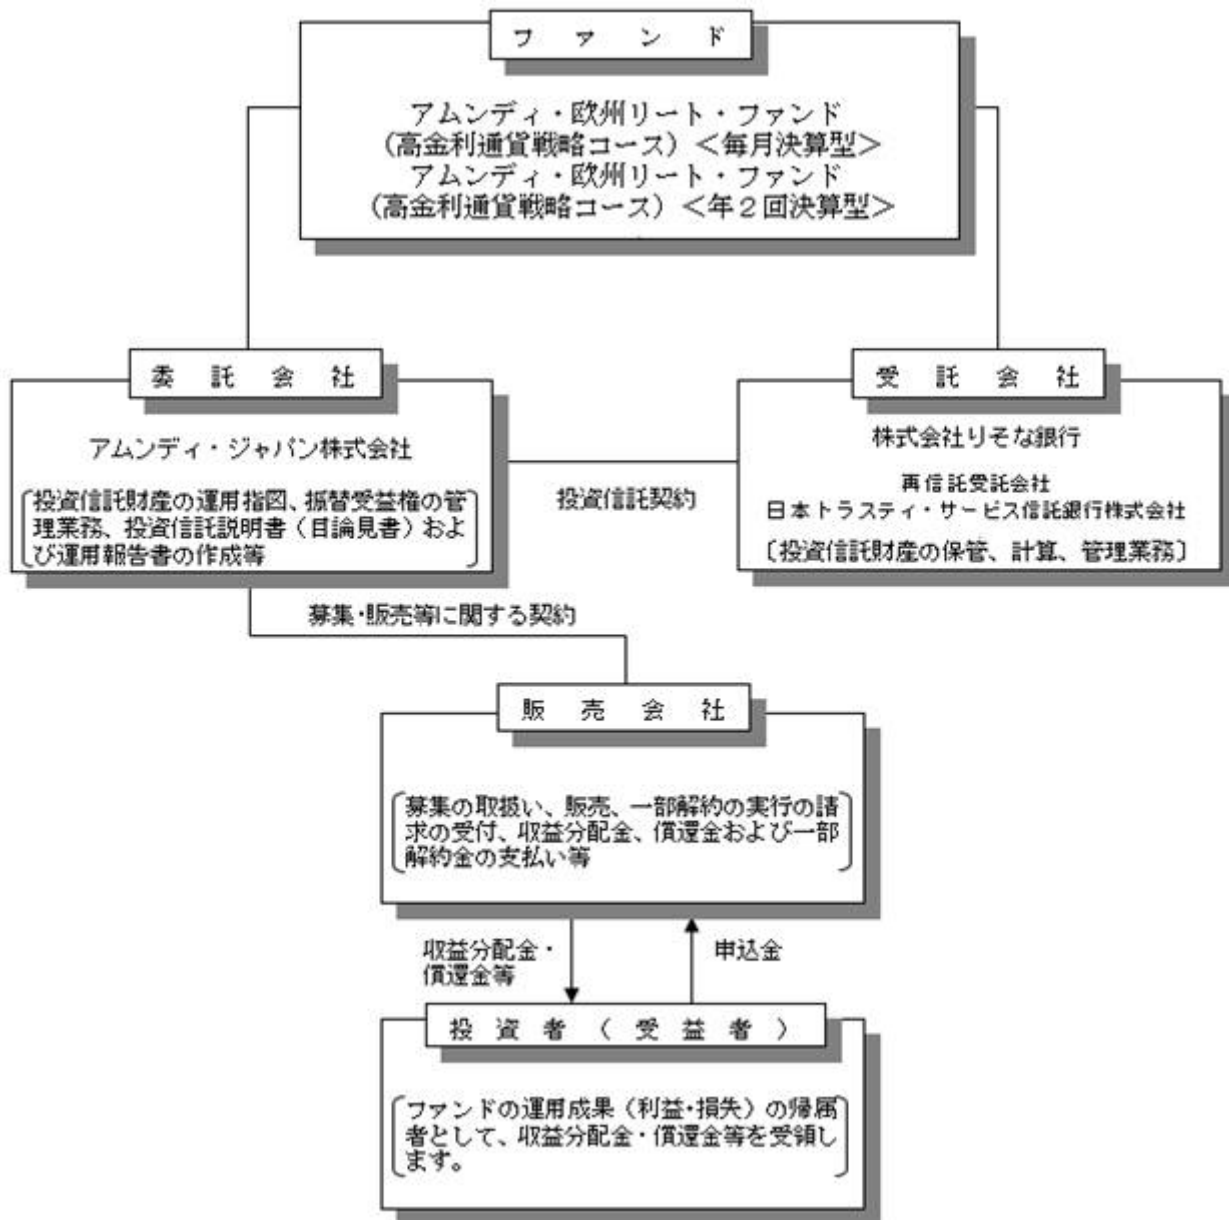 ファンド
アムンディ・欧州リート・ファンド
(高金利通貨戦略コース)<毎月決算型>
アムンディ・欧州リート・ファンド
(高金利通貨戦略コース)<年2回決算型>
委託会社
アムンディ・ジャパン株式会社
投資信託財産の運用指図、振替受益権の管
理業務、投資信託説明書(目論見書)およ
び運用報告書の作成等
投資信託契約
受託会社
株式会社りそな銀行
再信託受託会社
日本トラスティ・サービス信託銀行株式会社
〔投資信託財産の保管、計算、管理業務〕
募集・販売等に関する契約
販売会社
募集の取扱い、販売、一部解約の実行の請
求の受付、収益分配金、償還金および一部
解約金の支払い等
収益分配金・
償還金等
申込金
投資者(受益者)
ファンドの運用成果(利益・損失)の帰属
者として、収益分配金・償還金等を受領し
ます。